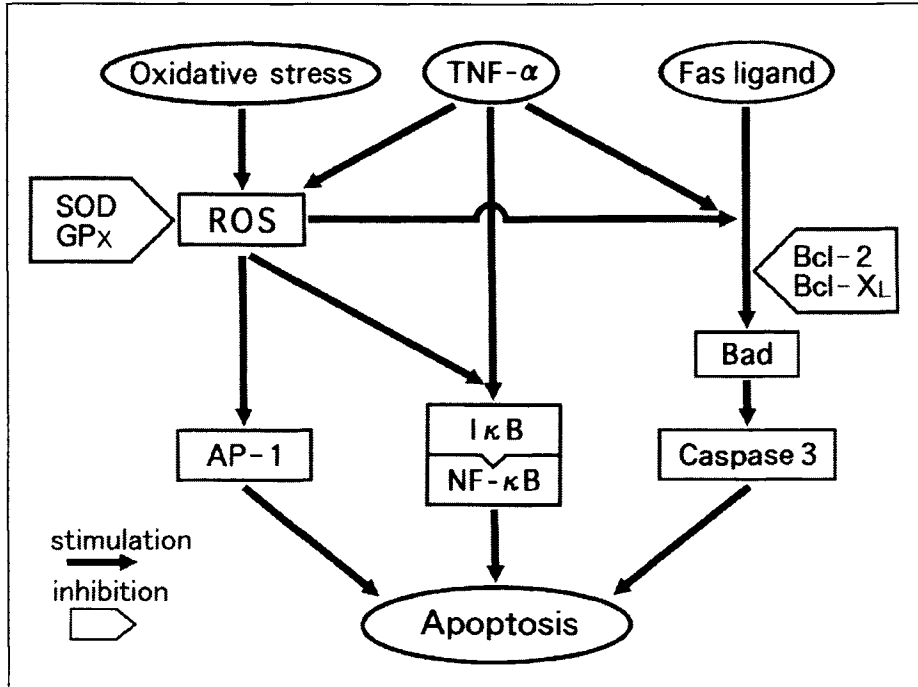 Oxidative stress
TNF-α
Fas ligand
SOD
GPx
ROS
Bcl-2
Bcl-XL
Bad
AP-1
IκB
NF-κB
Caspase 3
stimulation
inhibition
Apoptosis